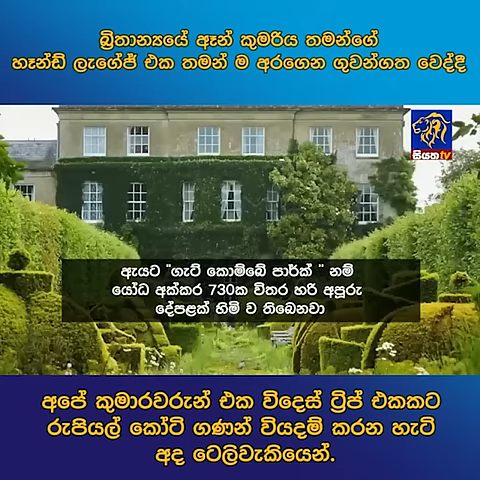 බ්‍රිතාන්‍යයේ ඈන් කුමරිය තමන්ගේ
හෑන්ඩ් ලැගේජ් එක තමන් ම අරගෙන ගුවන්ගත වෙද්දි
සියත tv
ඇයට "ගැට් කොම්බේ පාර්ක් " නම්
යෝධ අක්කර 730ක විතර හරි අපූරු
දේපළක් හිමි ව තිබෙනවා
අපේ කුමාරවරුන් එක විදෙස් ට්‍රිප් එකකට
රුපියල් කෝටි ගණන් වියදම් කරන හැටි
අද ටෙලිවැකියෙන්.